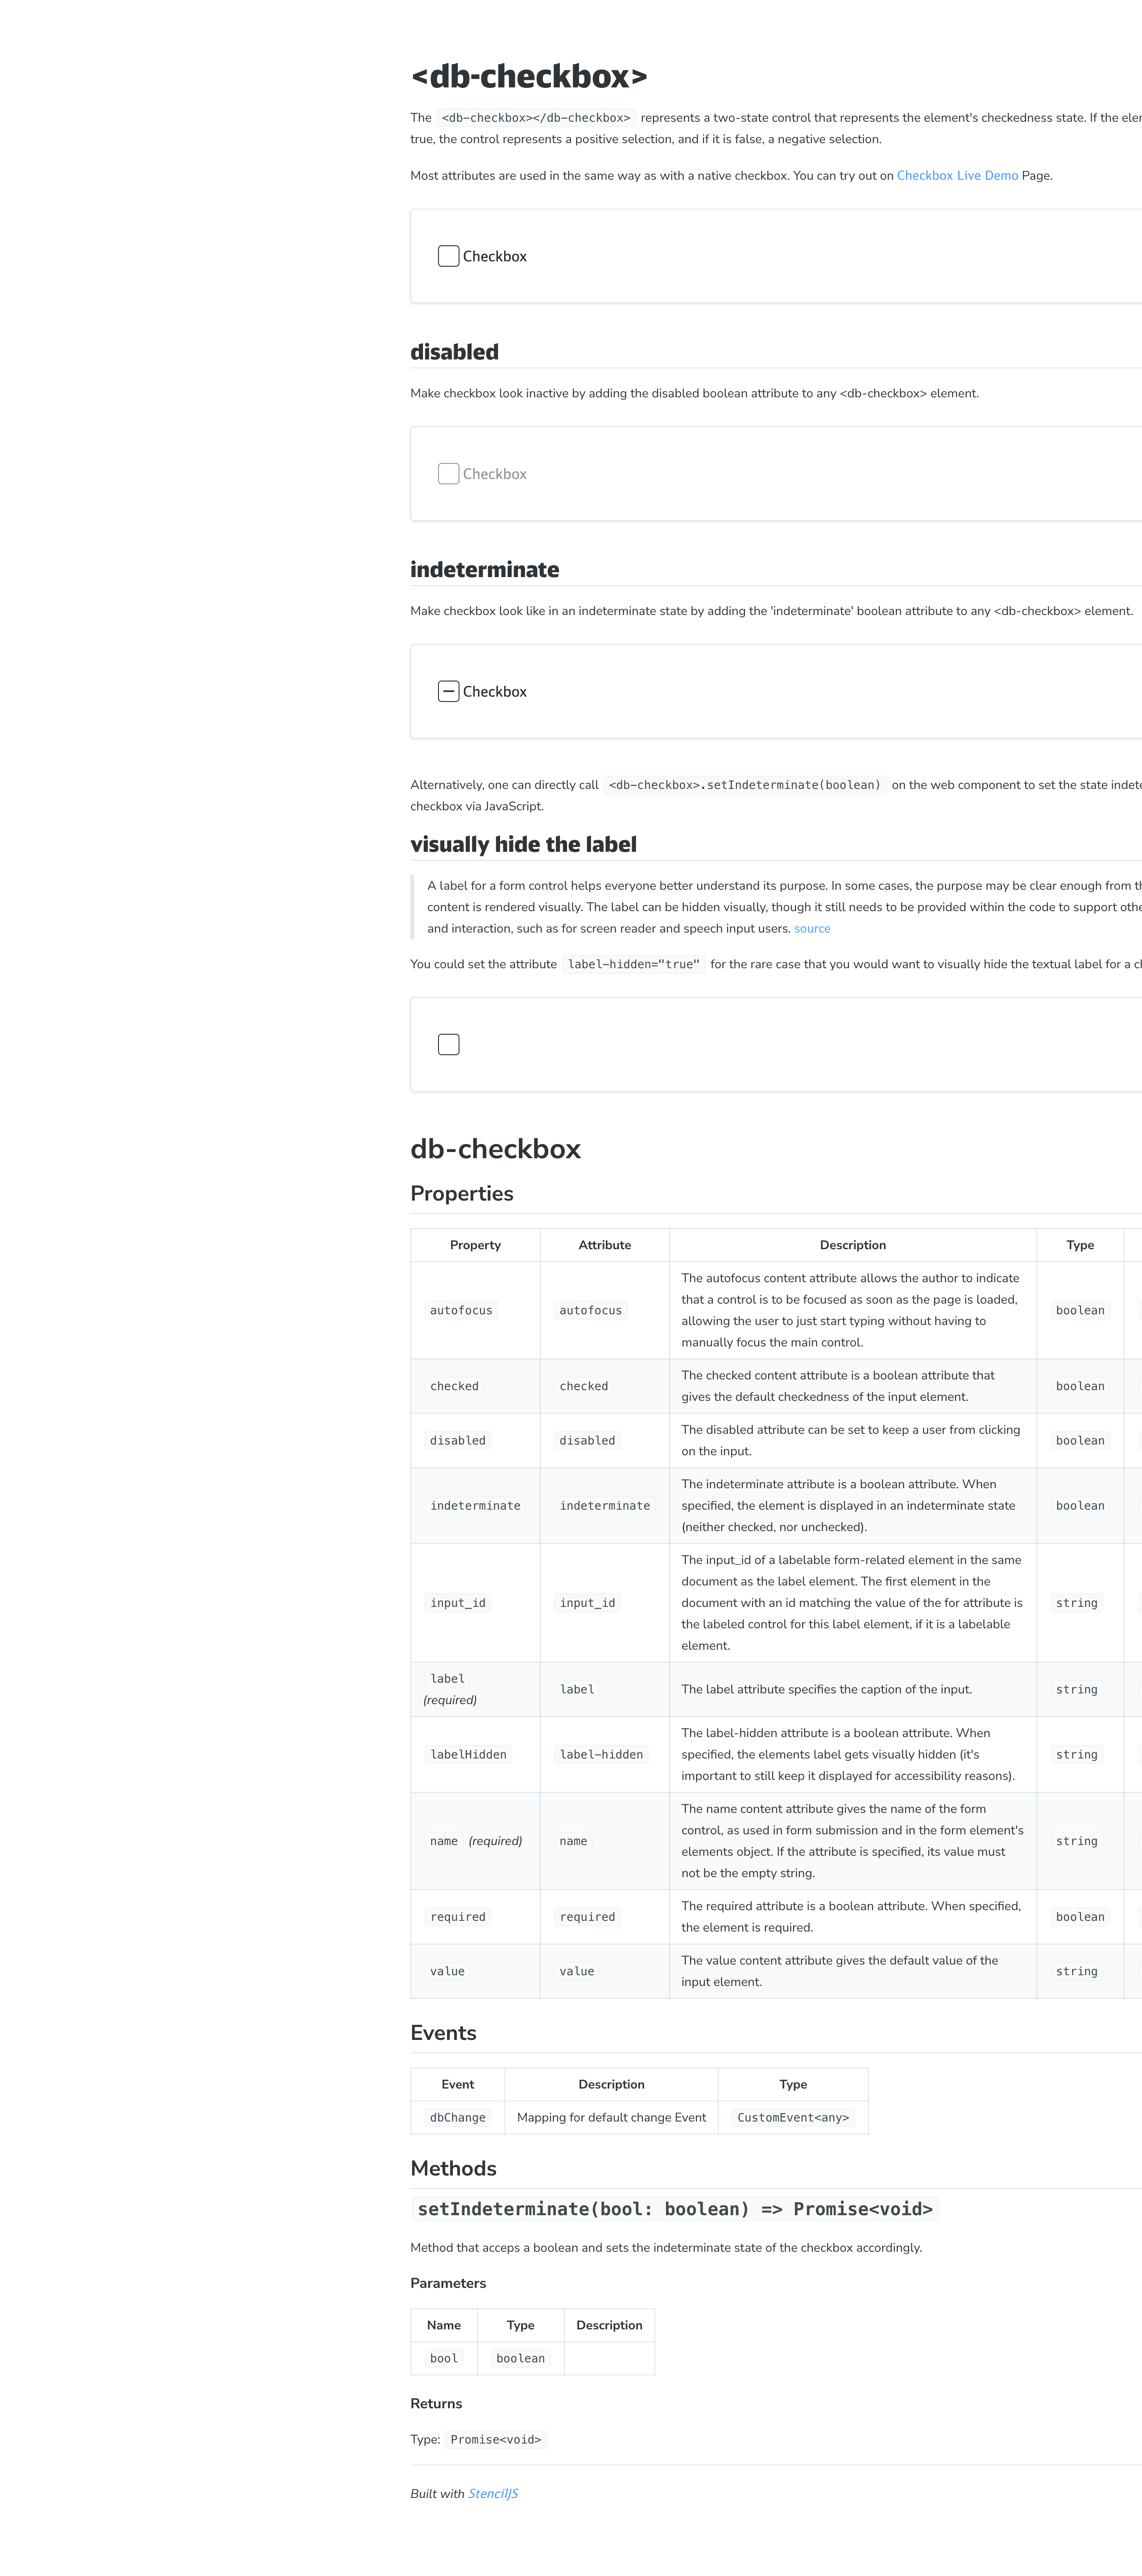 <db-checkbox>
The <db-checkbox></db-checkbox> represents a two-state control that represents the element's checkedness state. If the
true, the control represents a positive selection, and if it is false, a negative selection.
Most attributes are used in the same way as with a native checkbox. You can try out on Checkbox Live Demo Page.
Checkbox
disabled
Make checkbox look inactive by adding the disabled boolean attribute to any <db-checkbox> element.
Checkbox
indeterminate
Make checkbox look like in an indeterminate state by adding the 'indeterminate' boolean attribute to any <db-checkbox> element.
Checkbox
Alternatively, one can directly call <db-checkbox>.setIndeterminate(boolean) on the web component to set the state
checkbox via JavaScript.
visually hide the label
A label for a form control helps everyone better understand its purpose. In some cases, the purpose may be clear enough from
content is rendered visually. The label can be hidden visually, though it still needs to be provided within the code to support
and interaction, such as for screen reader and speech input users. source
You could set the attribute label-hidden="true" for the rare case that you would want to visually hide the textual label for a
db-checkbox
Properties
Property Attribute Description Type
autofocus autofocus The autofocus content attribute allows the author to indicate boolean
that a control is to be focused as soon as the page is loaded,
allowing the user to just start typing without having to
manually focus the main control.
checked checked The checked content attribute is a boolean attribute that boolean
gives the default checkedness of the input element.
disabled disabled The disabled attribute can be set to keep a user from clicking boolean
on the input.
indeterminate indeterminate The indeterminate attribute is a boolean attribute. When boolean
specified, the element is displayed in an indeterminate state
(neither checked, nor unchecked).
input_id input_id The input_id of a labelable form-related element in the same string
document as the label element. The first element in the
document with an id matching the value of the for attribute is
the labeled control for this label element, if it is a labelable
element.
label (required) label The label attribute specifies the caption of the input. string
labelHidden label-hidden The label-hidden attribute is a boolean attribute. When string
specified, the elements label gets visually hidden (it's
important to still keep it displayed for accessibility reasons).
name (required) name The name content attribute gives the name of the form string
control, as used in form submission and in the form element's
elements object. If the attribute is specified, its value must
not be the empty string.
required required The required attribute is a boolean attribute. When specified, boolean
the element is required.
value value The value content attribute gives the default value of the string
input element.
Events
Event Description Type
dbChange Mapping for default change Event CustomEvent<any>
Methods
setIndeterminate(bool: boolean) => Promise<void>
Method that acceps a boolean and sets the indeterminate state of the checkbox accordingly.
Parameters
Name Type Description
bool boolean
Returns
Type: Promise<void>
Built with StencilJS